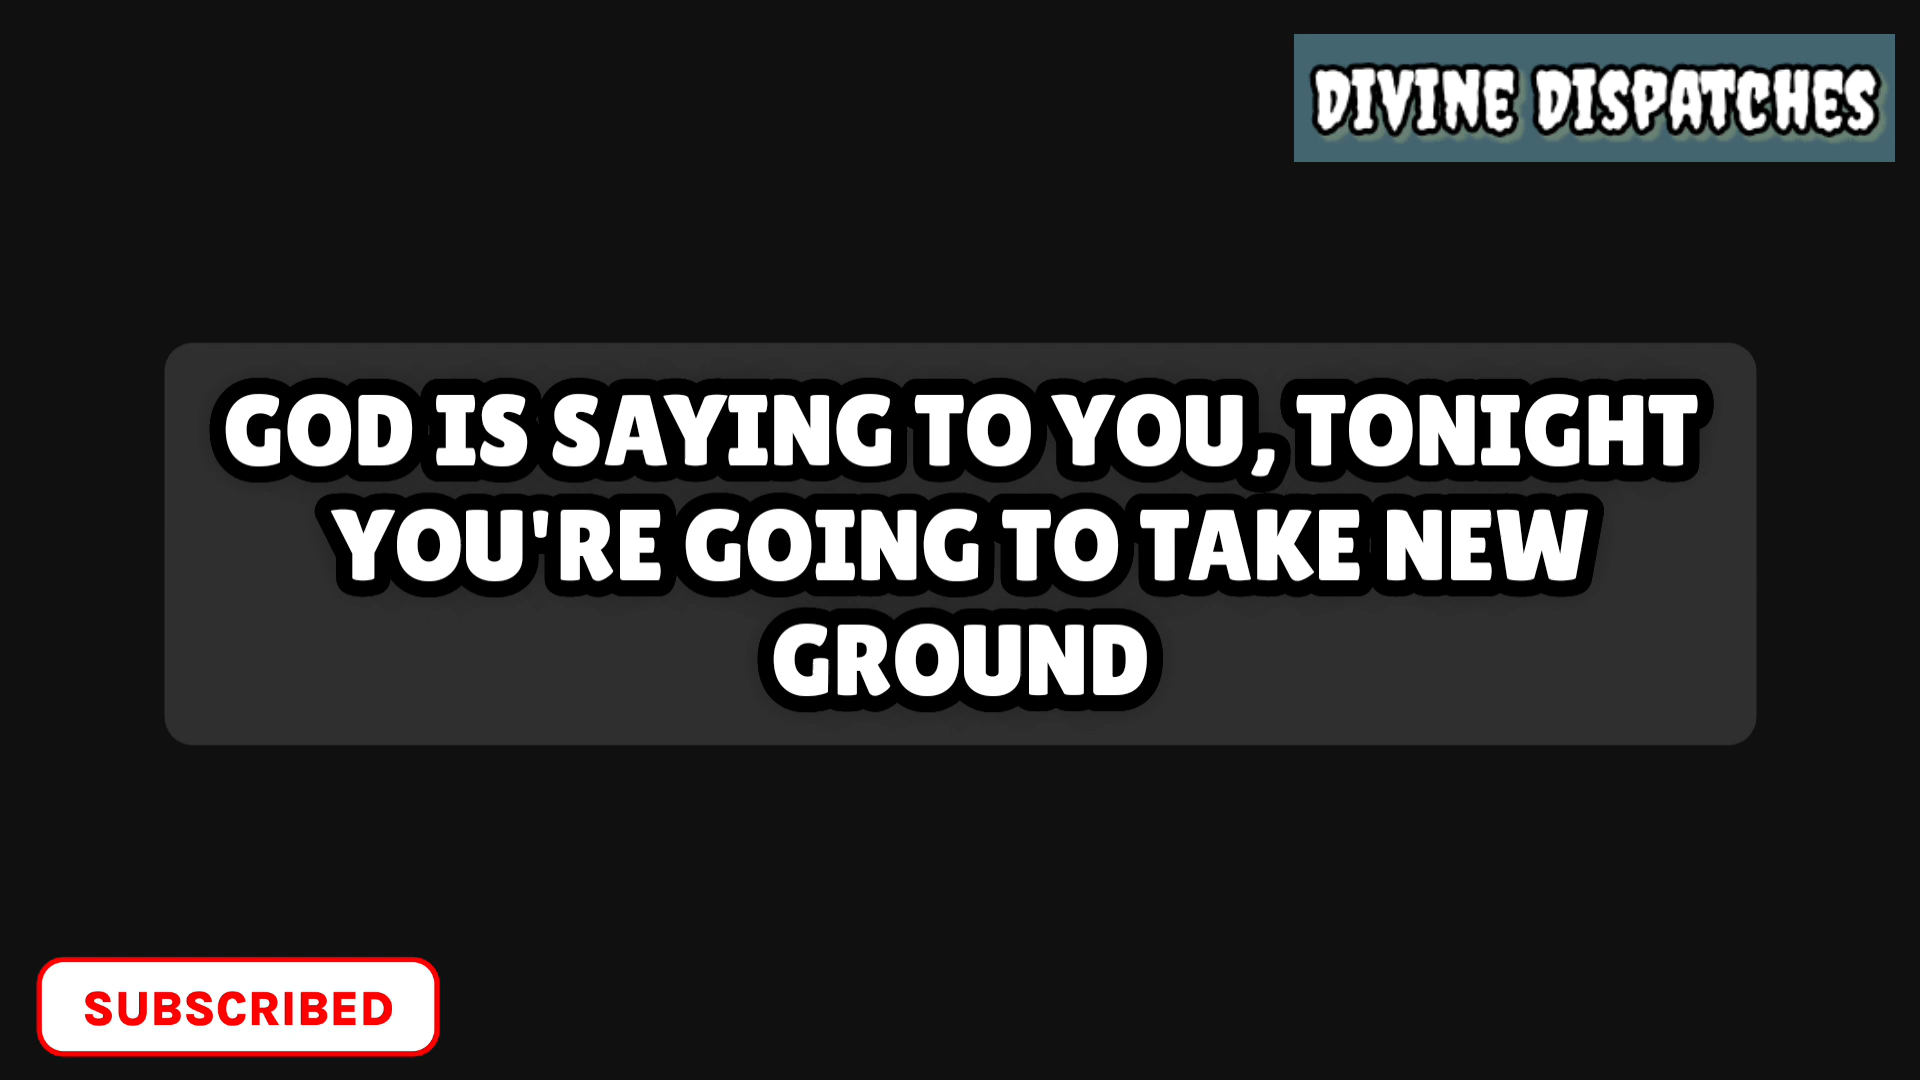 DIVINE DISPATCHES
GOD IS SAYING TO YOU, TONIGHT
YOU'RE GOING TO TAKE NEW
GROUND
SUBSCRIBED